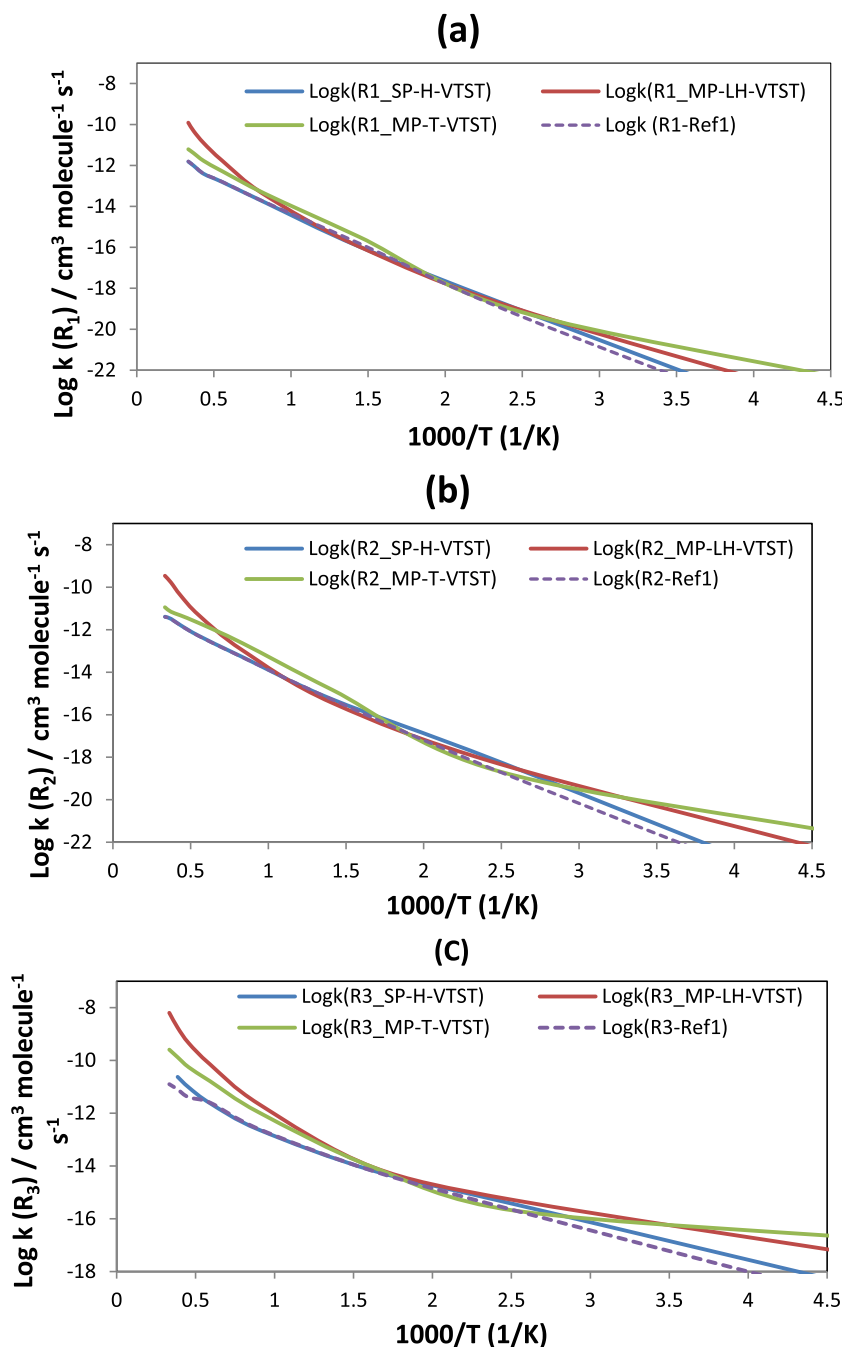 (a)
Logk(R1_SP-H-VTST) Logk(R1_MP-LH-VTST)
Logk(R1_MP-T-VTST) Logk (R1-Ref1)
-8
-10
-12
-14
-16
-18
-20
-22
Log k (R1) / cm³ molecule⁻¹ s⁻¹
0 0.5 1 1.5 2 2.5 3 3.5 4 4.5
1000/T (1/K)
(b)
Logk(R2_SP-H-VTST) Logk(R2_MP-LH-VTST)
Logk(R2_MP-T-VTST) Logk(R2-Ref1)
-8
-10
-12
-14
-16
-18
-20
-22
Log k (R₂) / cm³ molecule⁻¹ s⁻¹
0 0.5 1 1.5 2 2.5 3 3.5 4 4.5
1000/T (1/K)
(C)
Logk(R3_SP-H-VTST) Logk(R3_MP-LH-VTST)
Logk(R3_MP-T-VTST) Logk(R3-Ref1)
-8
-10
-12
-14
-16
-18
Log k (R₃) / cm³ molecule⁻¹
s⁻¹
0 0.5 1 1.5 2 2.5 3 3.5 4 4.5
1000/T (1/K)